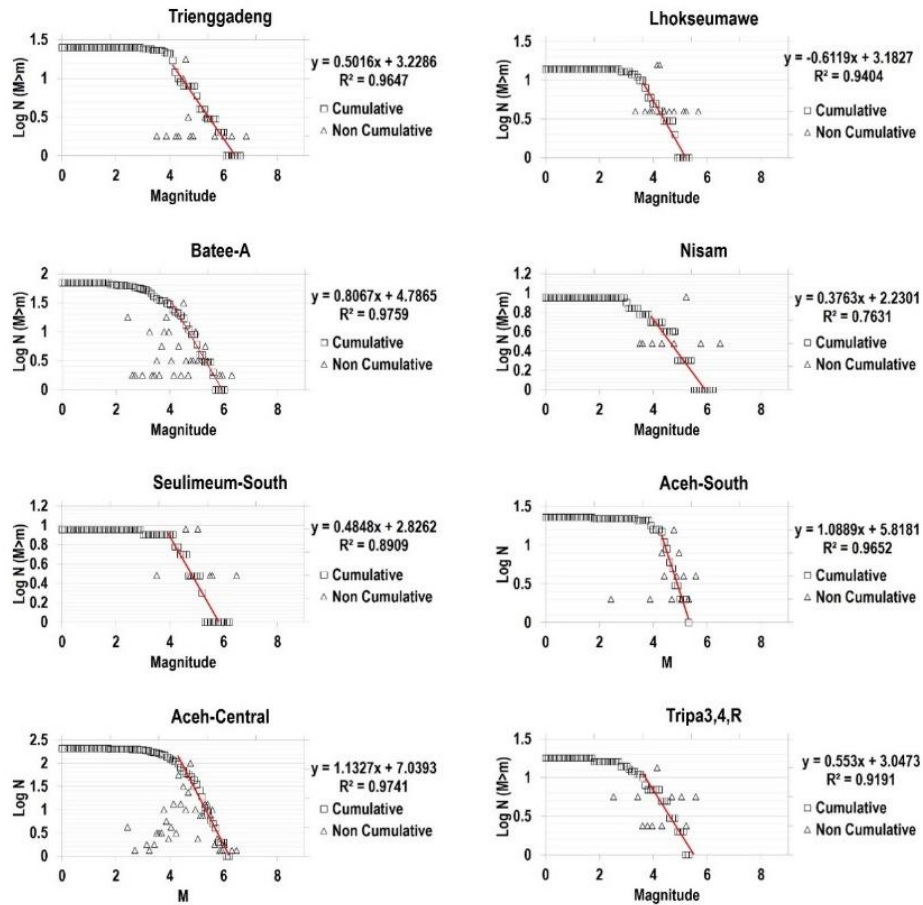 Trienggadeng
1.5
1
0.5
0
0 2 4 6 8
Log N (M>m)
Magnitude
y = 0.5016x + 3.2286
R² = 0.9647
Cumulative
Non Cumulative
Lhokseumawe
1.5
1
0.5
0
0 2 4 6 8
Log N (M>m)
Magnitude
y = -0.6119x + 3.1827
R² = 0.9404
Cumulative
Non Cumulative
Batee-A
2
1.5
1
0.5
0
0 2 4 6 8
Log N (M>m)
Magnitude
y = 0.8067x + 4.7865
R² = 0.9759
Cumulative
Non Cumulative
Nisam
1.2
1
0.8
0.6
0.4
0.2
0
0 2 4 6 8
Log N (M>m)
Magnitude
y = 0.3763x + 2.2301
R² = 0.7631
Cumulative
Non Cumulative
Seulimeum-South
1.2
1
0.8
0.6
0.4
0.2
0
0 2 4 6 8
Log N (M>m)
Magnitude
y = 0.4848x + 2.8262
R² = 0.8909
Cumulative
Non Cumulative
Aceh-South
1.5
1
0.5
0
0 2 4 6 8
Log N
M
y = 1.0889x + 5.8181
R² = 0.9652
Cumulative
Non Cumulative
Aceh-Central
2.5
2
1.5
1
0.5
0
0 2 4 6 8
Log N
M
y = 1.1327x + 7.0393
R² = 0.9741
Cumulative
Non Cumulative
Tripa3,4,R
1.5
1
0.5
0
0 2 4 6 8
Log N (M>m)
Magnitude
y = 0.553x + 3.0473
R² = 0.9191
Cumulative
Non Cumulative